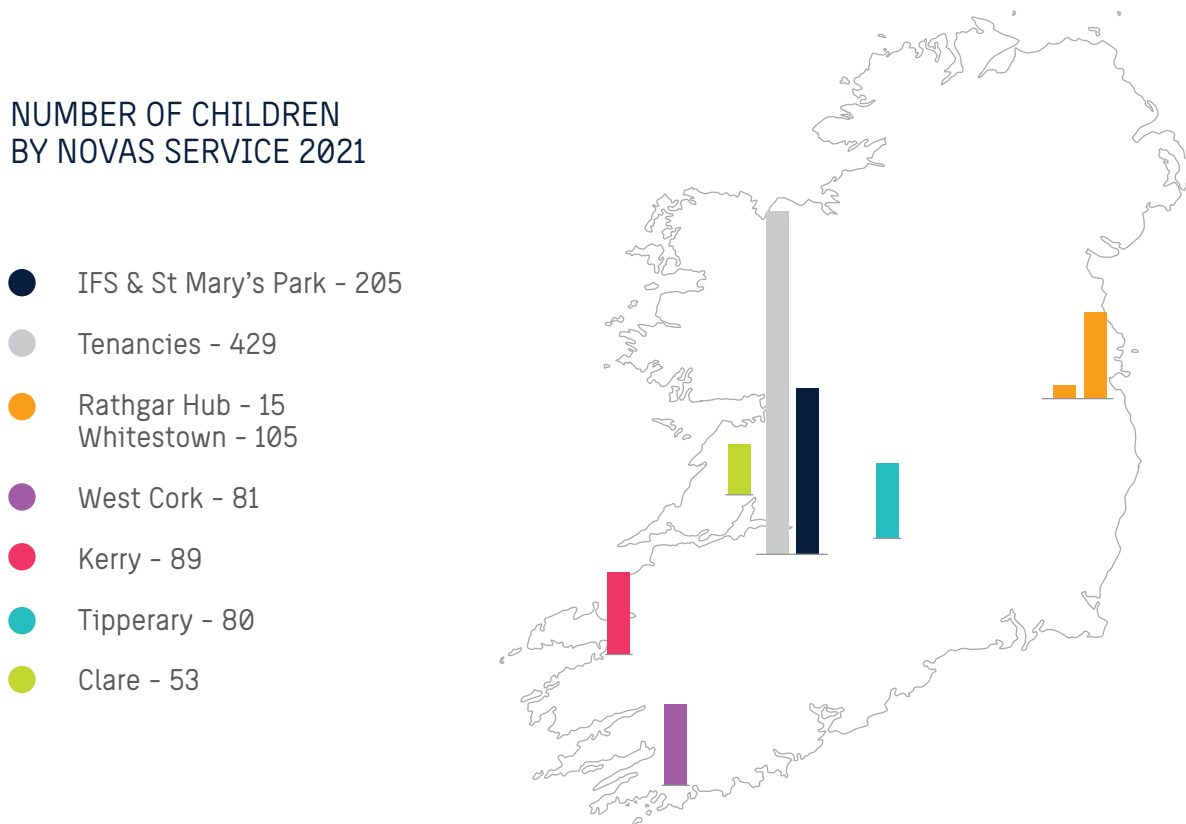 NUMBER OF CHILDREN
BY NOVAS SERVICE 2021
IFS & St Mary's Park - 205
Tenancies - 429
Rathgar Hub - 15
Whitestown - 105
West Cork - 81
Kerry - 89
Tipperary - 80
Clare - 53